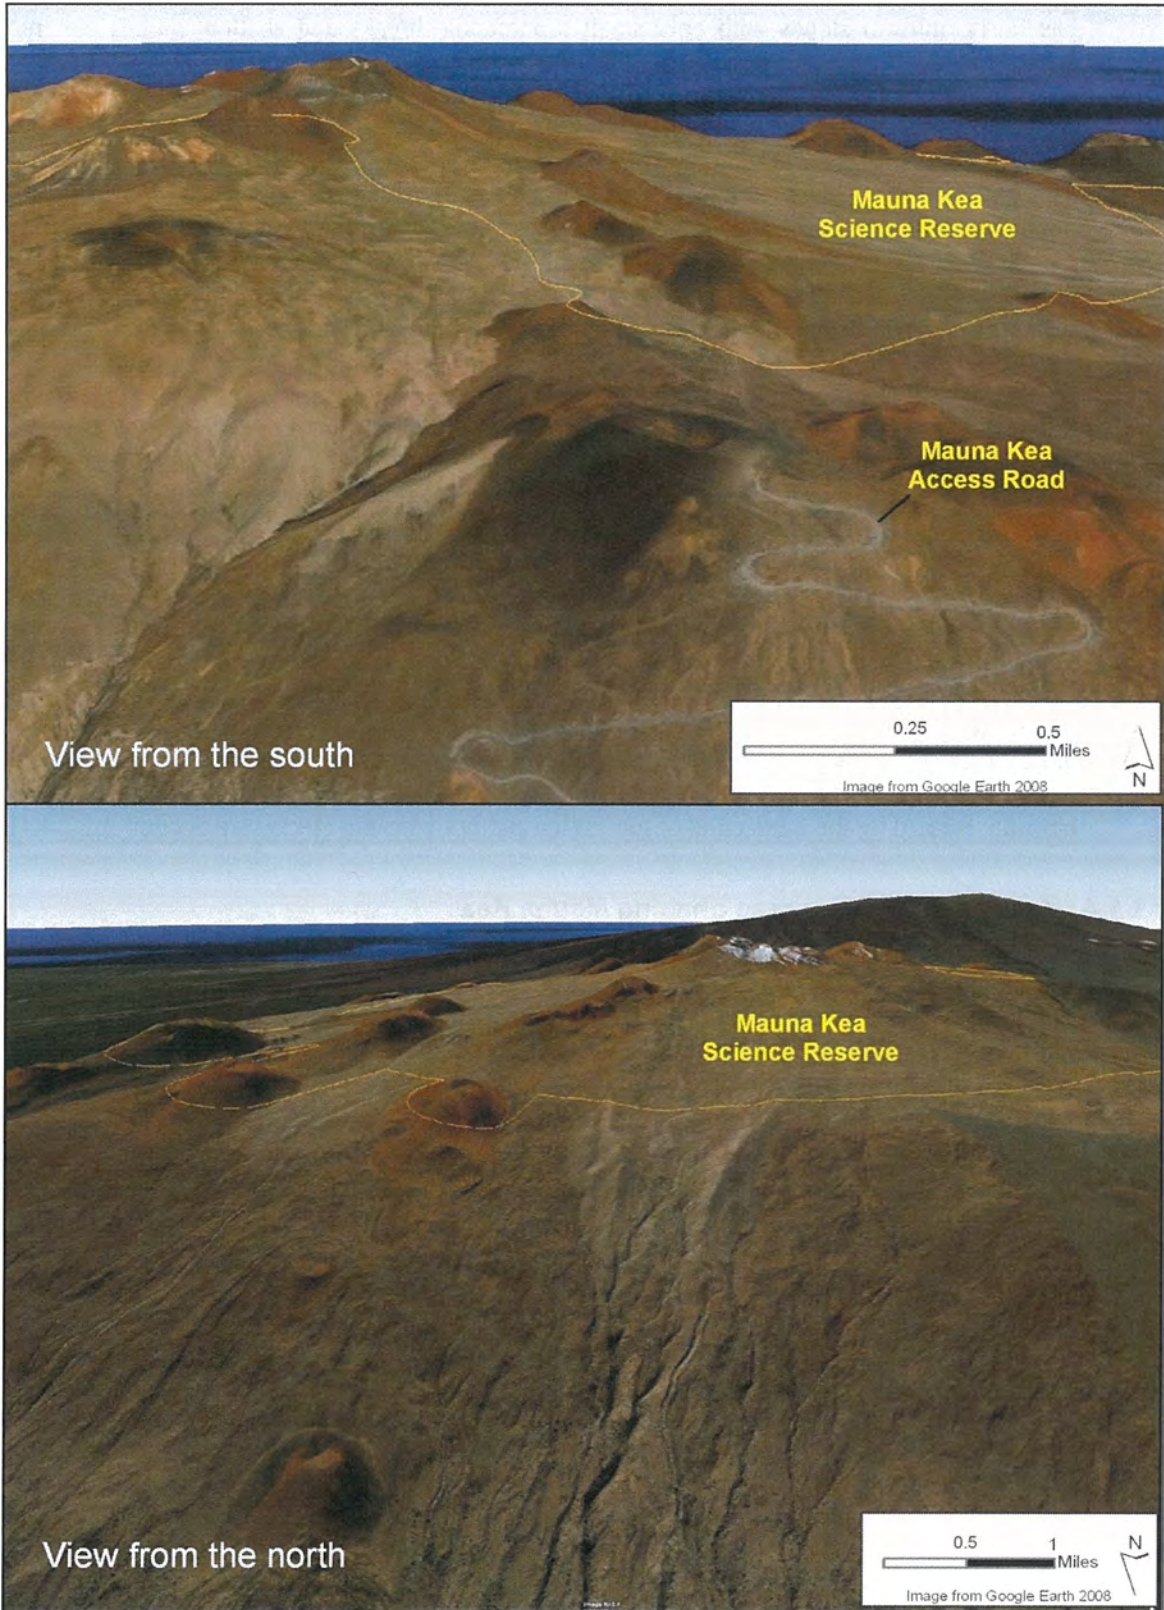 Mauna Kea
Science Reserve
Mauna Kea
Access Road
View from the south
0.25
0.5
Miles
N
Image from Google Earth 2008
Mauna Kea
Science Reserve
View from the north
0.5
1
Miles
N
Image from Google Earth 2008